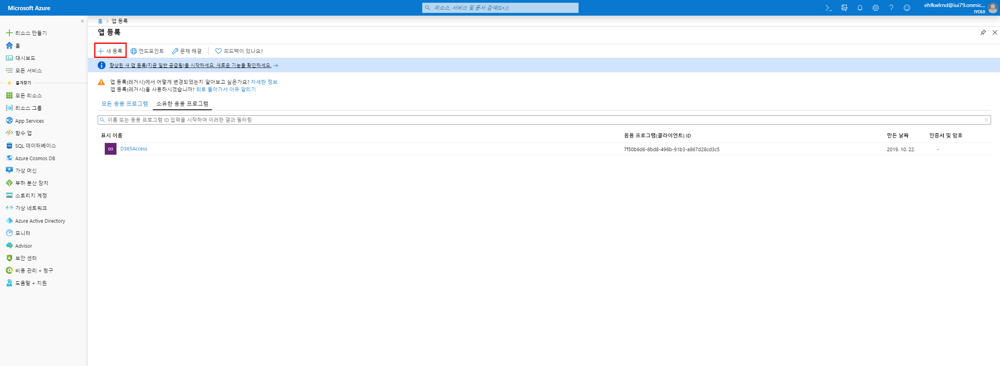 Microsoft Azure
리소스, 서비스 및 문서 검색(G+/)
ehfkwlrnd@iui79.onmic...
IYOUI
홈 > 앱 등록
앱 등록
새 등록
엔드포인트
문제 해결
피드백이 있나요?
향상된 새 앱 등록(지금 일반 공급됨)을 시작하세요. 새로운 기능을 확인하세요. →
앱 등록(레거시)에서 어떻게 변경되었는지 알아보고 싶은가요? 자세한 정보
앱 등록(레거시)을 사용하시겠습니까? 뒤로 돌아가서 이유 알리기
모든 응용 프로그램
소유한 응용 프로그램
이름 또는 응용 프로그램 ID 입력을 시작하여 이러한 결과 필터링
표시 이름
응용 프로그램(클라이언트) ID
만든 날짜
인증서 및 암호
D3
D365Access
7f50b6d6-8bd8-496b-91b3-a867d28cd3c5
2019. 10. 22.
-
리소스 만들기
홈
대시보드
모든 서비스
즐겨찾기
모든 리소스
리소스 그룹
App Services
함수 앱
SQL 데이터베이스
Azure Cosmos DB
가상 머신
부하 분산 장치
스토리지 계정
가상 네트워크
Azure Active Directory
모니터
Advisor
보안 센터
비용 관리 + 청구
도움말 + 지원